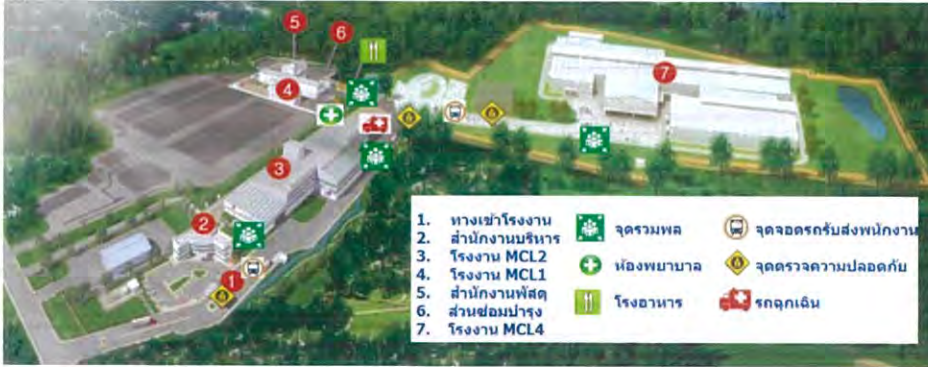 5
6
7
4
3
2
1
1. ทางเข้าโรงงาน
2. สำนักงานบริหาร
3. โรงงาน MCL2
4. โรงงาน MCL1
5. สำนักงานพัสดุ
6. ส่วนซ่อมบำรุง
7. โรงงาน MCL4
จุดรวมพล
ห้องพยาบาล
โรงอาหาร
จุดจอดรถรับส่งพนักงาน
จุดตรวจความปลอดภัย
รถฉุกเฉิน